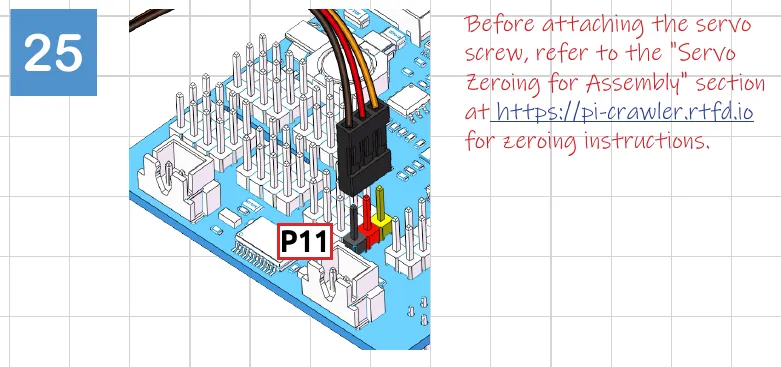 25
Before attaching the servo
screw, refer to the "Servo
Zeroing for Assembly" section
at https://pi-crawler.rtfd.io
for zeroing instructions.
P11